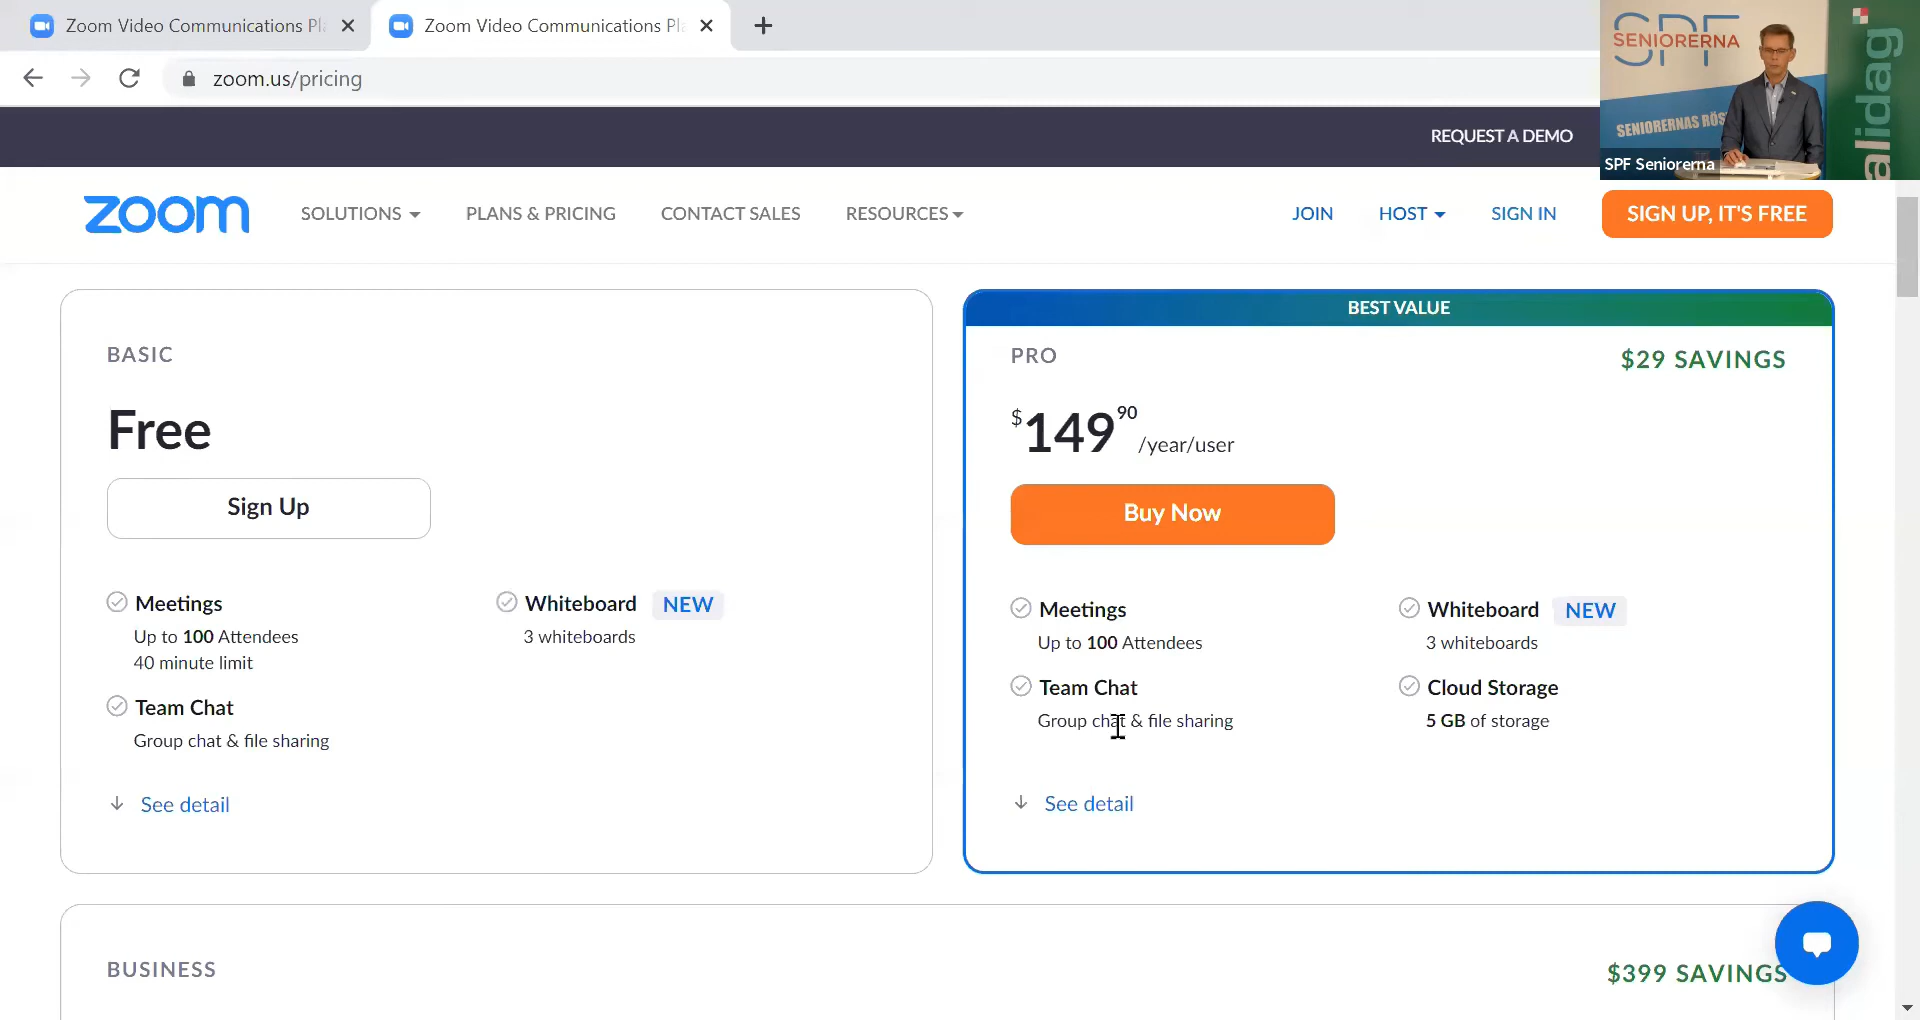 Zoom Video Communications Pl
Zoom Video Communications Pl
zoom.us/pricing
REQUEST A DEMO
SPF
SENIORERNA
SENIORERNAS RÖS
SPF Seniorerna
alidag
zoom
SOLUTIONS
PLANS & PRICING
CONTACT SALES
RESOURCES
JOIN
HOST
SIGN IN
SIGN UP, IT'S FREE
BASIC
Free
Sign Up
Meetings
Up to 100 Attendees
40 minute limit
Whiteboard NEW
3 whiteboards
Team Chat
Group chat & file sharing
See detail
BEST VALUE
PRO
$29 SAVINGS
$149 90 /year/user
Buy Now
Meetings
Up to 100 Attendees
Whiteboard NEW
3 whiteboards
Team Chat
Group chat & file sharing
Cloud Storage
5 GB of storage
See detail
BUSINESS
$399 SAVINGS